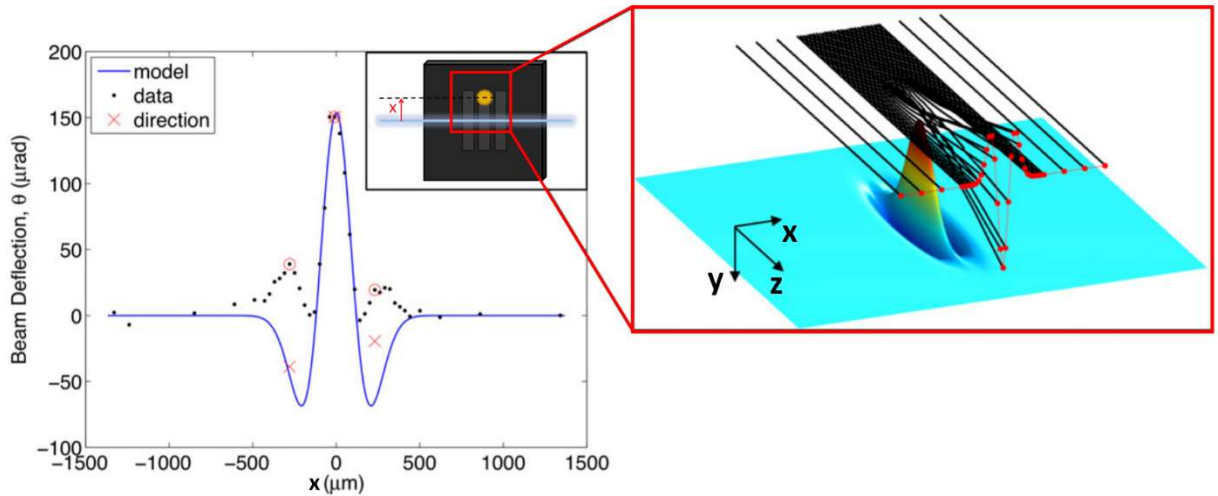 200
150
100
50
0
−50
−100
−1500
−1000
−500
0
500
1000
1500
Beam Deflection, θ (μrad)
x (μm)
model
data
direction
x
x
y
z